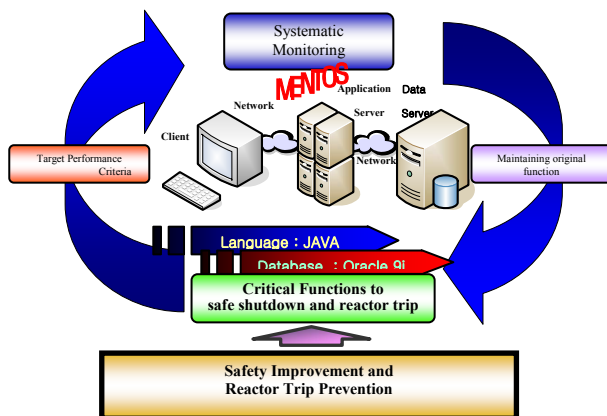 Systematic
Monitoring
MENTOS
Application
Data
Network
Server
Server
Client
Network
Target Performance
Criteria
Maintaining original
function
Language : JAVA
Database : Oracle 9i
Critical Functions to
safe shutdown and reactor trip
Safety Improvement and
Reactor Trip Prevention